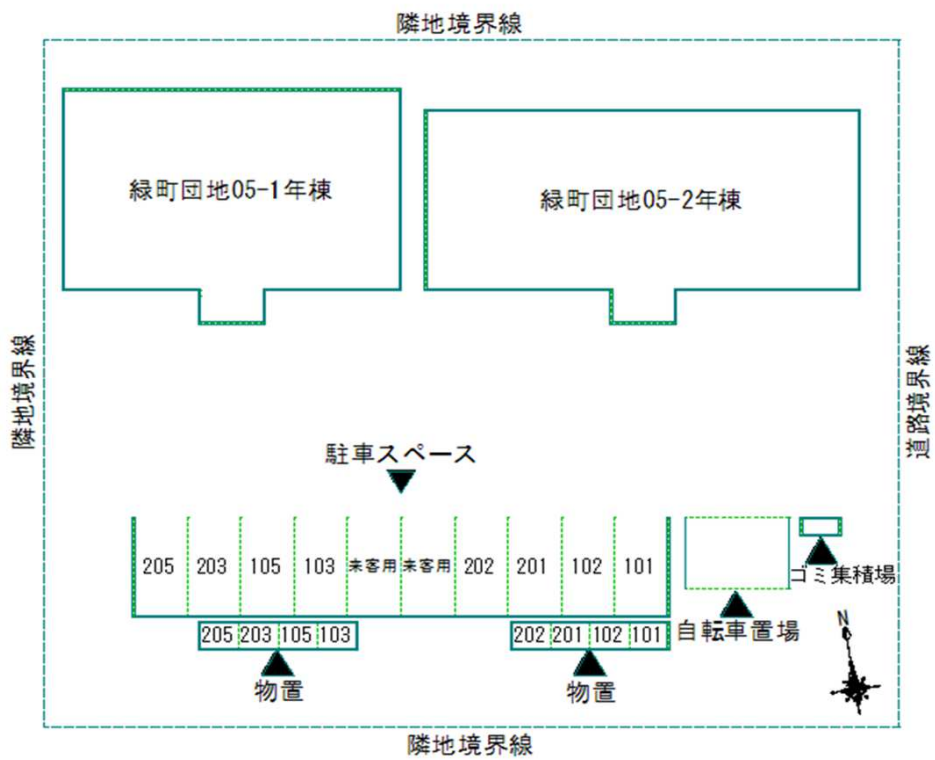 隣地境界線
緑町団地05-1年棟
緑町団地05-2年棟
隣地境界線
道路境界線
駐車スペース
205 203 105 103 来客用 来客用 202 201 102 101
ゴミ集積場
205 203 105 103
202 201 102 101
自転車置場
N
物置
物置
隣地境界線